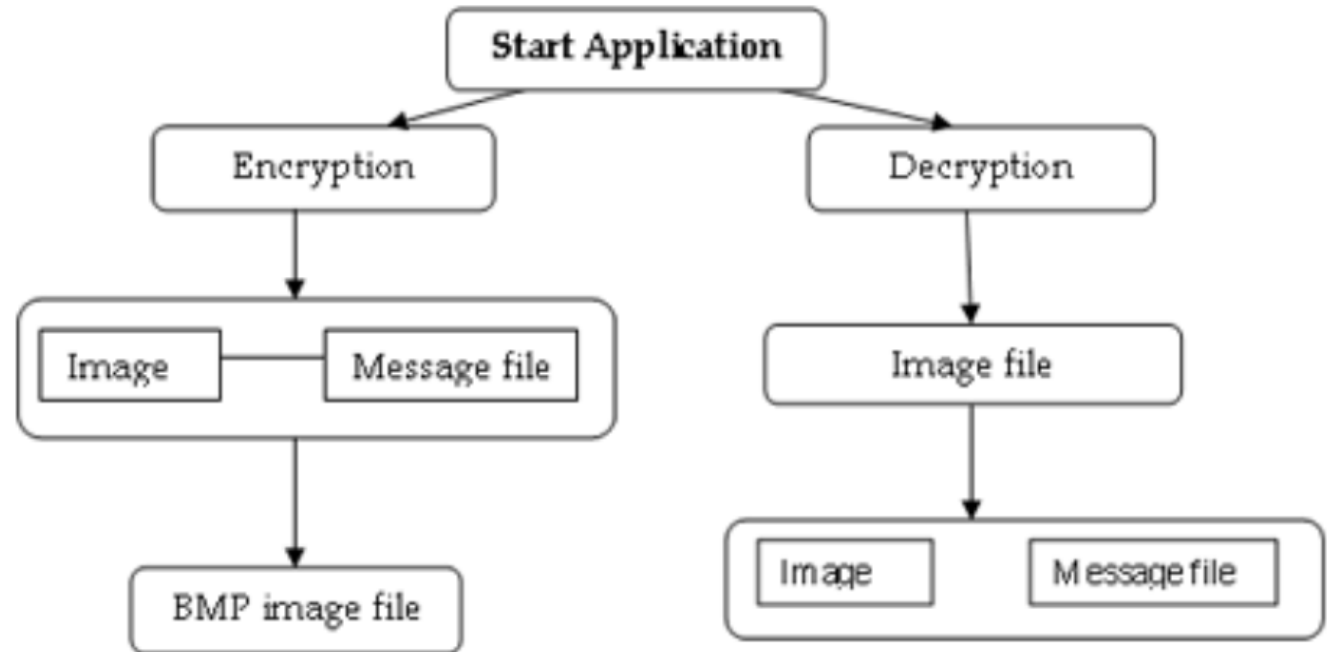 Start Application
Encryption
Decryption
Image
Message file
Image file
BMP image file
Image
Message file